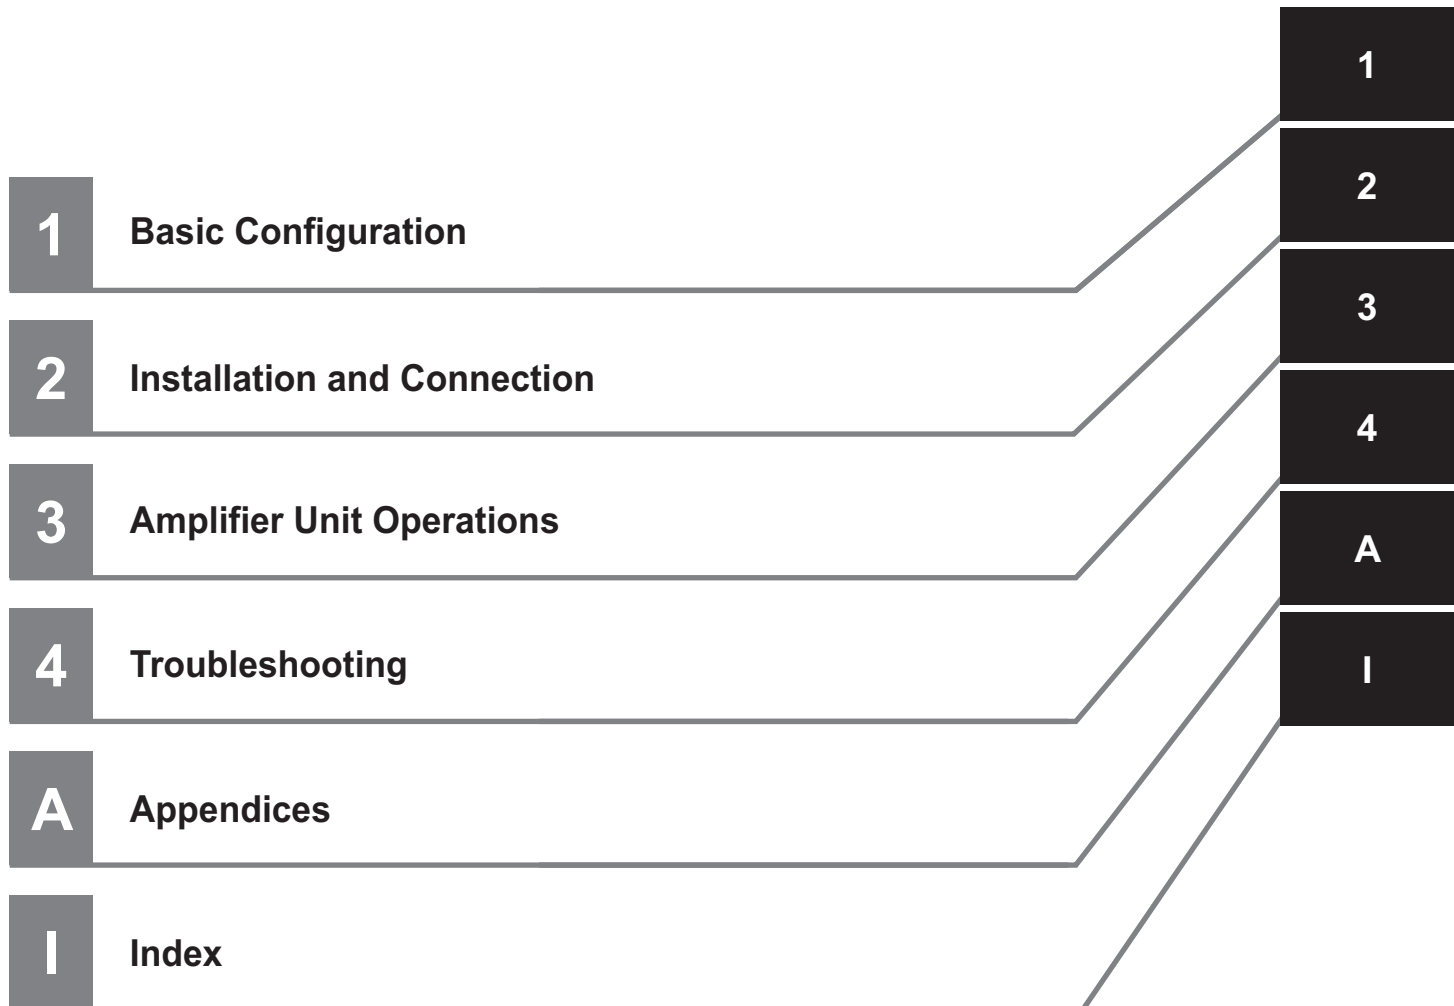 1
2
3
4
A
I
1 Basic Configuration
2 Installation and Connection
3 Amplifier Unit Operations
4 Troubleshooting
A Appendices
I Index